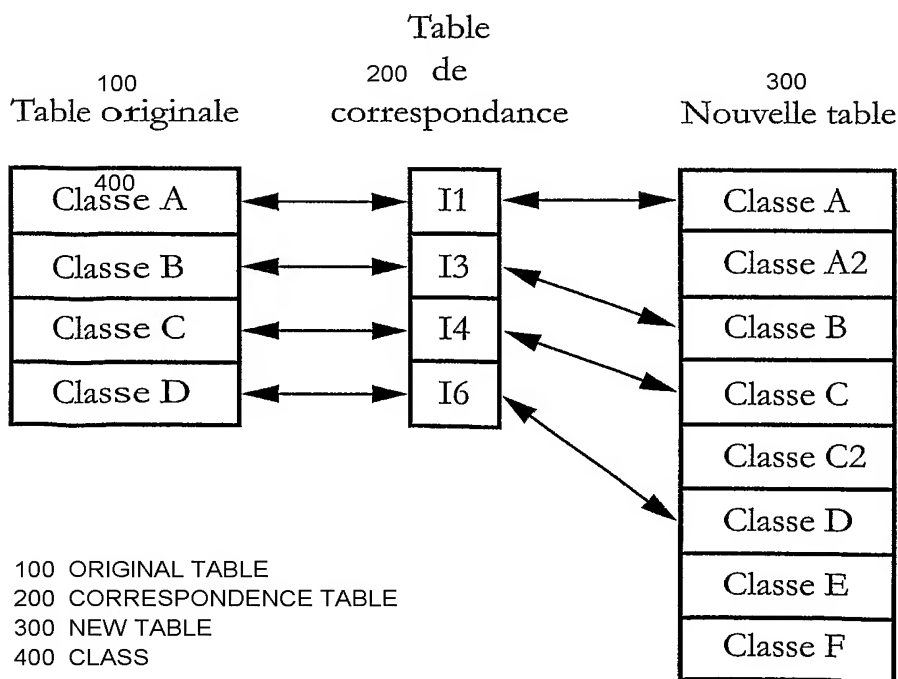 Table
200 de
correspondance
100
Table originale
300
Nouvelle table
400
Classe A
Classe B
Classe C
Classe D
I1
I3
I4
I6
Classe A
Classe A2
Classe B
Classe C
Classe C2
Classe D
Classe E
Classe F
100 ORIGINAL TABLE
200 CORRESPONDENCE TABLE
300 NEW TABLE
400 CLASS